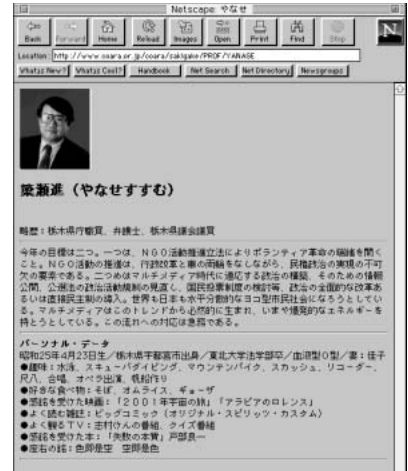 Netscape: やなせ
Back Forward Home Reload Images Open Print Find Stop
N
Location: http://www.coara.or.jp/coara/sakigake/PROF/YANASE
What's New? What's Cool? Handbook Net Search Net Directory Newsgroups
簗瀬進（やなせすすむ）
略歴：栃木県庁職員、弁護士、栃木県議会議員
今年の目標は二つ。一つは、ＮＧＯ活動推進立法によりボランティア革命の端緒を開く
こと。ＮＧＯ活動の推進は、行政改革と車の両輪をなしながら、民権政治の実現の不可
欠の要素である。二つめはマルチメディア時代に適応する政治の構築。そのための情報
公開、公選法の政治活動規制の見直し、国民投票制度の検討等、政治の全面的な改革ある
いは直接民主制の導入。世界も日本も水平分散的なヨコ型市民社会になろうとしてい
る。マルチメディアはこのトレンドから必然的に生まれ、いまや爆発的なエネルギーを
持とうとしている。この流れへの対応は急務である。
パーソナル・データ
昭和25年4月23日生／栃木県宇都宮市出身／東北大学法学部卒／血液型Ｏ型／妻：佳子
●趣味：水泳、スキューバダイビング、マウンテンバイク、スカッシュ、リコーダー、
尺八、合唱、オペラ出演、帆船作り
●好きな食べ物：そば、オムライス、ギョーザ
●感銘を受けた映画：「２００１年宇宙の旅」「アラビアのロレンス」
●よく読む雑誌：ビッグコミック（オリジナル・スピリッツ・カスタム）
●よく観るＴＶ：志村けんの番組、クイズ番組
●感銘を受けた本：「失敗の本質」戸部良一
●座右の銘：色即是空　空即是色